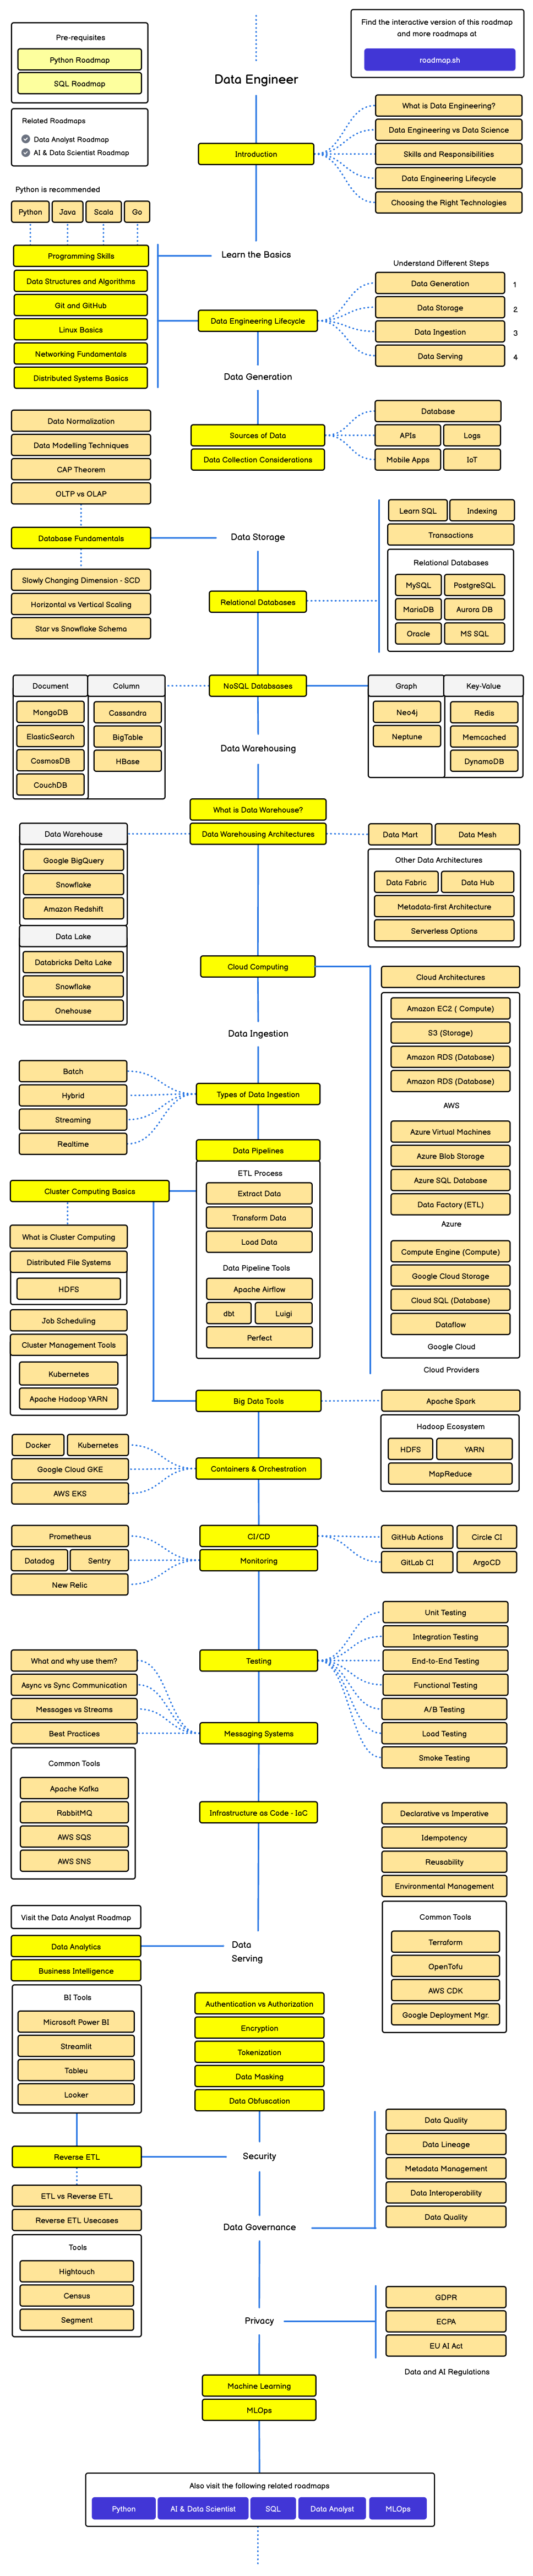 Pre-requisites
Python Roadmap
SQL Roadmap
Related Roadmaps
Data Analyst Roadmap
AI & Data Scientist Roadmap
Data Engineer
Find the interactive version of this roadmap
and more roadmaps at
roadmap.sh
Introduction
What is Data Engineering?
Data Engineering vs Data Science
Skills and Responsibilities
Data Engineering Lifecycle
Choosing the Right Technologies
Python is recommended
Python
Java
Scala
Go
Learn the Basics
Programming Skills
Data Structures and Algorithms
Git and GitHub
Linux Basics
Networking Fundamentals
Distributed Systems Basics
Data Engineering Lifecycle
Understand Different Steps
Data Generation
1
Data Storage
2
Data Ingestion
3
Data Serving
4
Data Generation
Sources of Data
Data Collection Considerations
Database
APIs
Logs
Mobile Apps
IoT
Data Normalization
Data Modelling Techniques
CAP Theorem
OLTP vs OLAP
Database Fundamentals
Slowly Changing Dimension - SCD
Horizontal vs Vertical Scaling
Star vs Snowflake Schema
Data Storage
Relational Databases
Learn SQL
Indexing
Transactions
Relational Databases
MySQL
PostgreSQL
MariaDB
Aurora DB
Oracle
MS SQL
NoSQL Databsases
Document
Column
MongoDB
Cassandra
ElasticSearch
BigTable
CosmosDB
HBase
CouchDB
Graph
Key-Value
Neo4j
Redis
Neptune
Memcached
DynamoDB
Data Warehousing
What is Data Warehouse?
Data Warehousing Architectures
Data Warehouse
Google BigQuery
Snowflake
Amazon Redshift
Data Lake
Databricks Delta Lake
Snowflake
Onehouse
Data Mart
Data Mesh
Other Data Architectures
Data Fabric
Data Hub
Metadata-first Architecture
Serverless Options
Cloud Computing
Cloud Architectures
Amazon EC2 ( Compute)
S3 (Storage)
Amazon RDS (Database)
Amazon RDS (Database)
AWS
Azure Virtual Machines
Azure Blob Storage
Azure SQL Database
Data Factory (ETL)
Azure
Compute Engine (Compute)
Google Cloud Storage
Cloud SQL (Database)
Dataflow
Google Cloud
Cloud Providers
Data Ingestion
Types of Data Ingestion
Batch
Hybrid
Streaming
Realtime
Data Pipelines
ETL Process
Extract Data
Transform Data
Load Data
Data Pipeline Tools
Apache Airflow
dbt
Luigi
Perfect
Cluster Computing Basics
What is Cluster Computing
Distributed File Systems
HDFS
Job Scheduling
Cluster Management Tools
Kubernetes
Apache Hadoop YARN
Big Data Tools
Apache Spark
Hadoop Ecosystem
HDFS
YARN
MapReduce
Docker
Kubernetes
Google Cloud GKE
AWS EKS
Containers & Orchestration
CI/CD
Monitoring
GitHub Actions
Circle CI
GitLab CI
ArgoCD
Prometheus
Datadog
Sentry
New Relic
Testing
Unit Testing
Integration Testing
End-to-End Testing
Functional Testing
A/B Testing
Load Testing
Smoke Testing
What and why use them?
Async vs Sync Communication
Messages vs Streams
Best Practices
Common Tools
Apache Kafka
RabbitMQ
AWS SQS
AWS SNS
Messaging Systems
Infrastructure as Code - IaC
Declarative vs Imperative
Idempotency
Reusability
Environmental Management
Common Tools
Terraform
OpenTofu
AWS CDK
Google Deployment Mgr.
Visit the Data Analyst Roadmap
Data Analytics
Business Intelligence
BI Tools
Microsoft Power BI
Streamlit
Tableu
Looker
Data
Serving
Authentication vs Authorization
Encryption
Tokenization
Data Masking
Data Obfuscation
Reverse ETL
ETL vs Reverse ETL
Reverse ETL Usecases
Tools
Hightouch
Census
Segment
Security
Data Governance
Data Quality
Data Lineage
Metadata Management
Data Interoperability
Data Quality
Privacy
GDPR
ECPA
EU AI Act
Data and AI Regulations
Machine Learning
MLOps
Also visit the following related roadmaps
Python
AI & Data Scientist
SQL
Data Analyst
MLOps